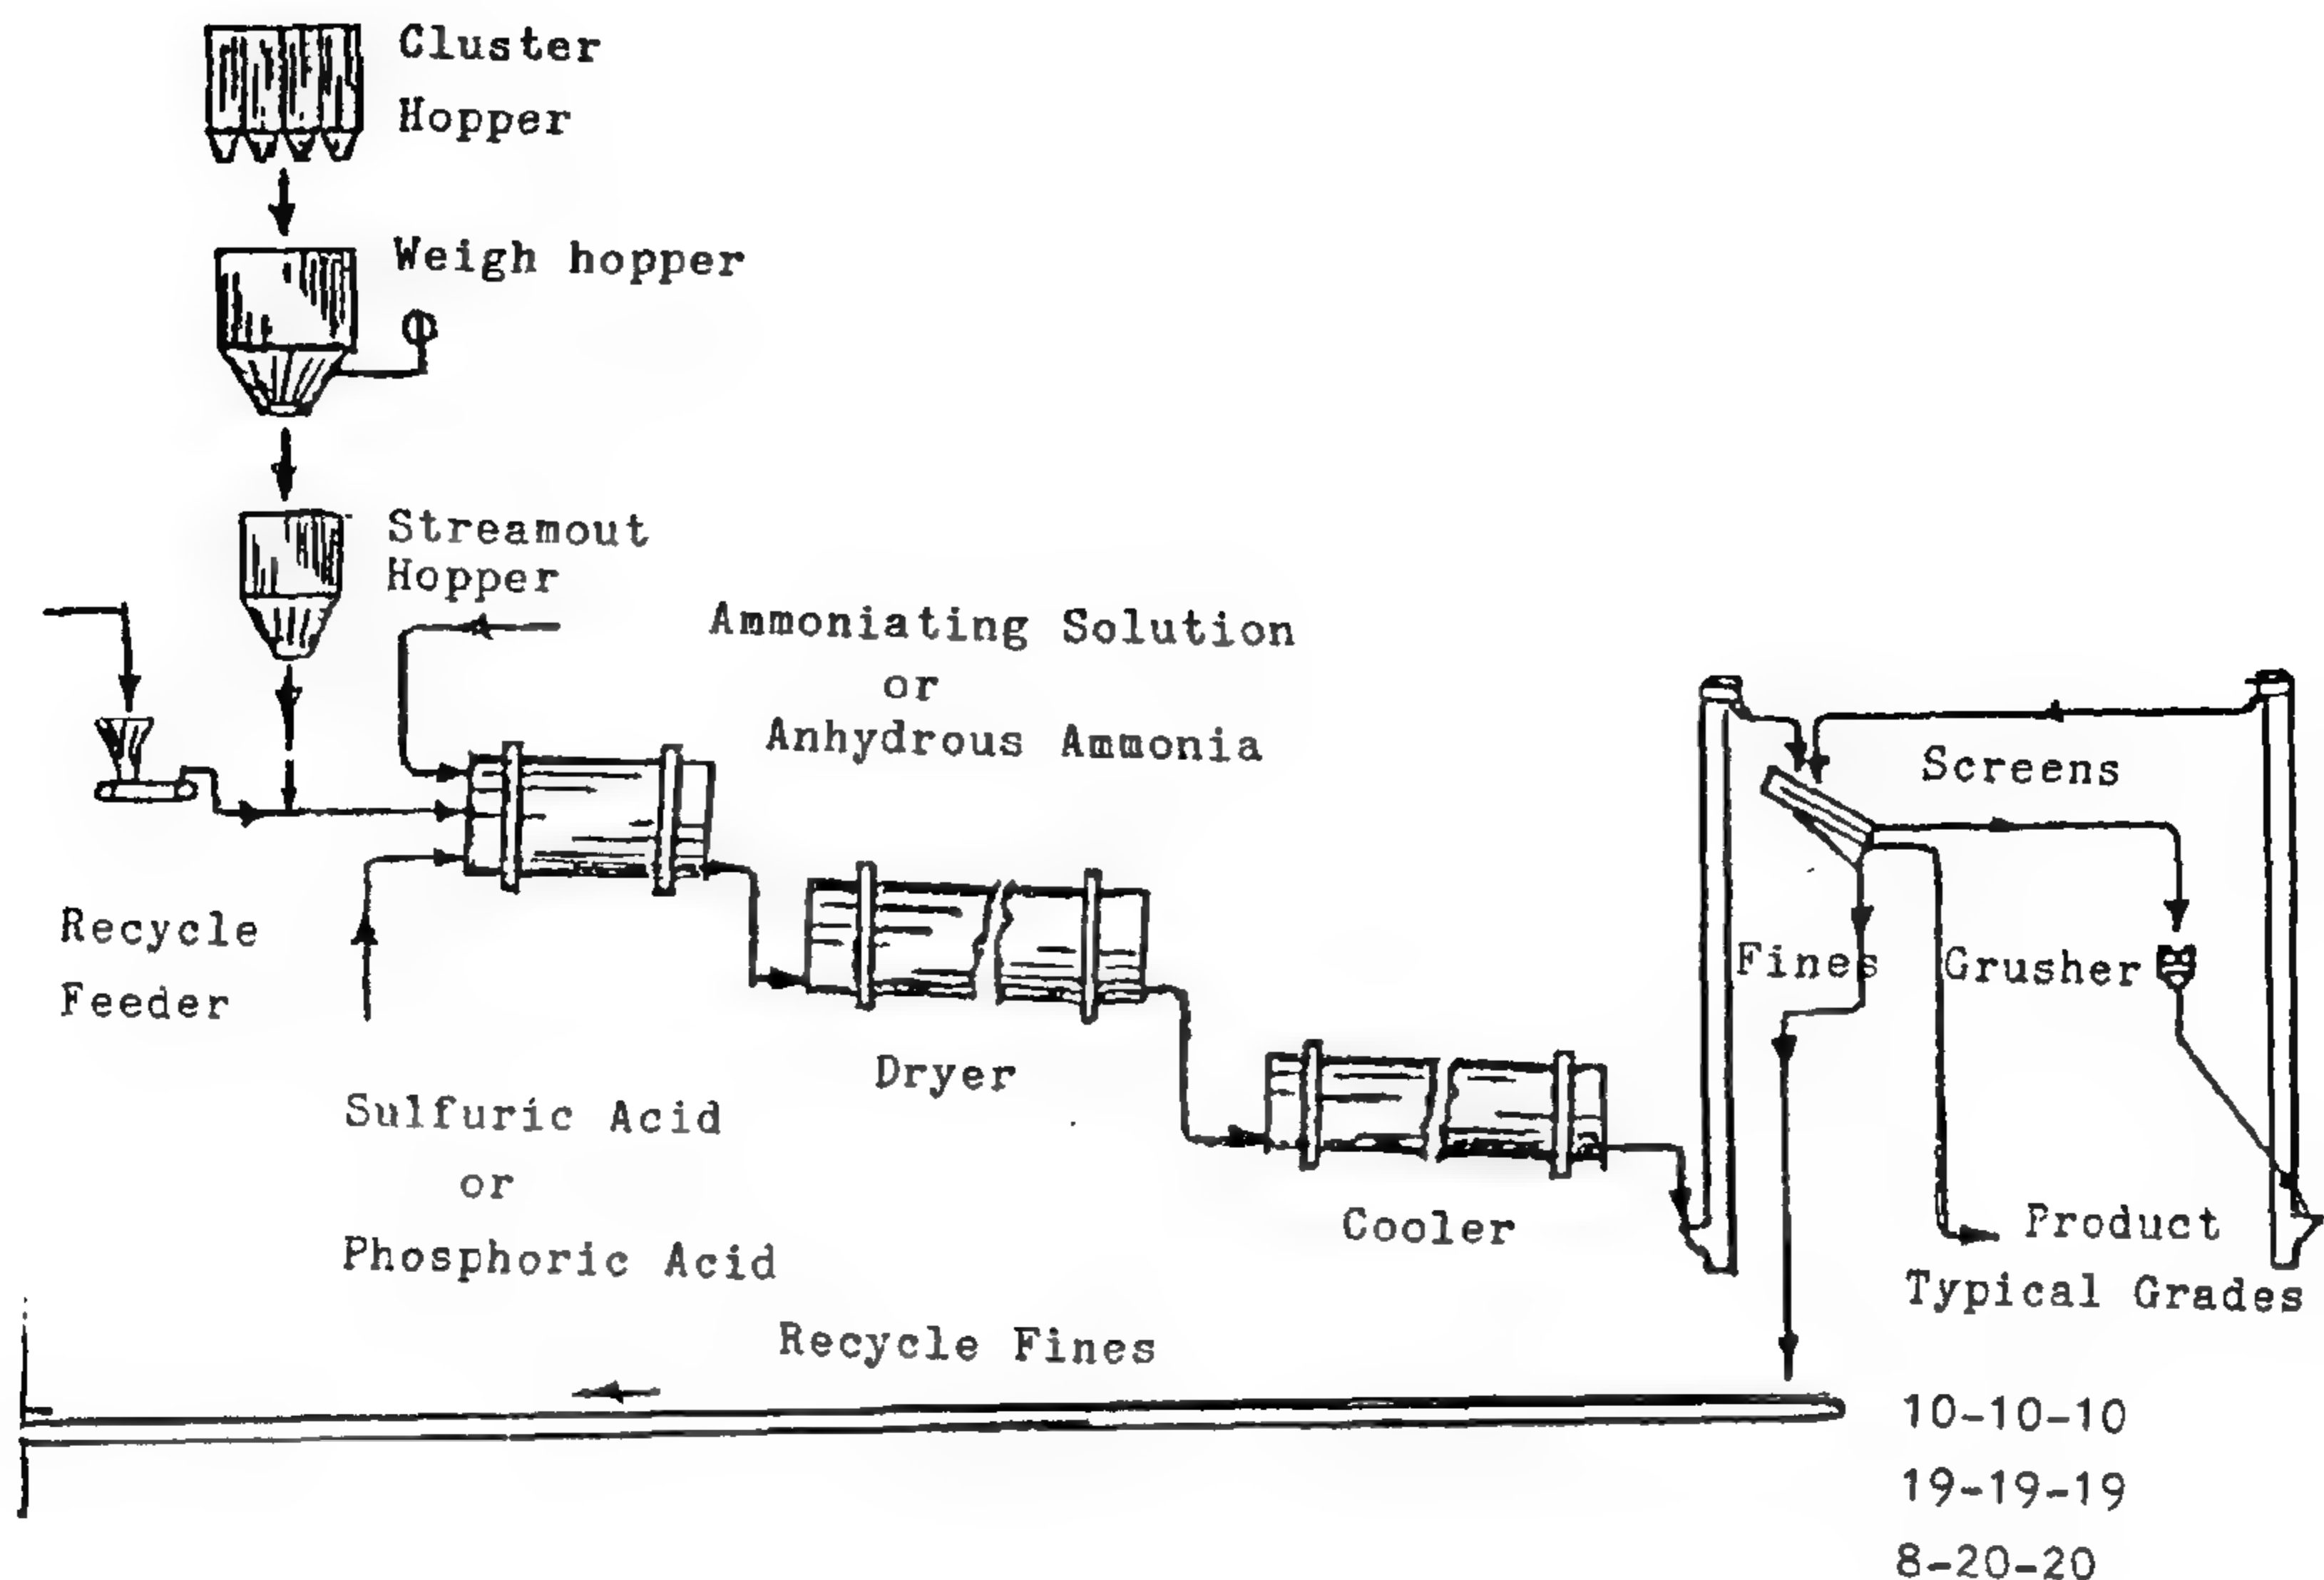 Cluster
Hopper
Weigh hopper
Streamout
Hopper
Ammoniating Solution
or
Anhydrous Ammonia
Screens
Recycle
Feeder
Fines
Grusher
Dryer
Sulfuric Acid
or
Phosphoric Acid
Cooler
Product
Typical Grades
Recycle Fines
10-10-10
19-19-19
8-20-20